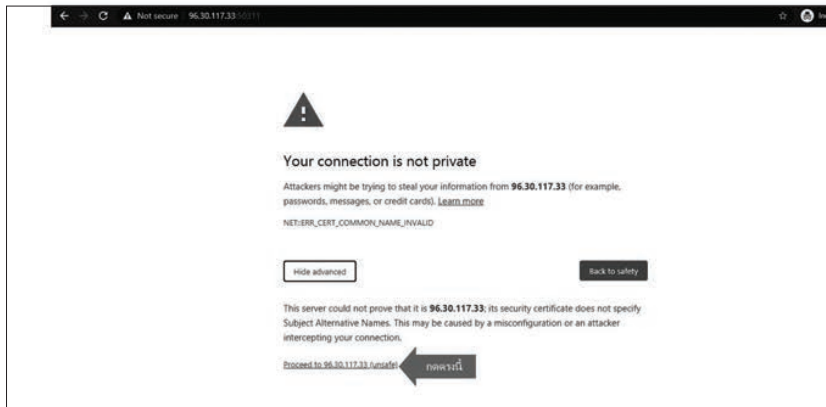 Not secure 96.30.117.33:50311
Your connection is not private
Attackers might be trying to steal your information from 96.30.117.33 (for example,
passwords, messages, or credit cards). Learn more
NET::ERR_CERT_COMMON_NAME_INVALID
Hide advanced
Back to safety
This server could not prove that it is 96.30.117.33; its security certificate does not specify
Subject Alternative Names. This may be caused by a misconfiguration or an attacker
intercepting your connection.
Proceed to 96.30.117.33 (unsafe)
กดตรงนี้